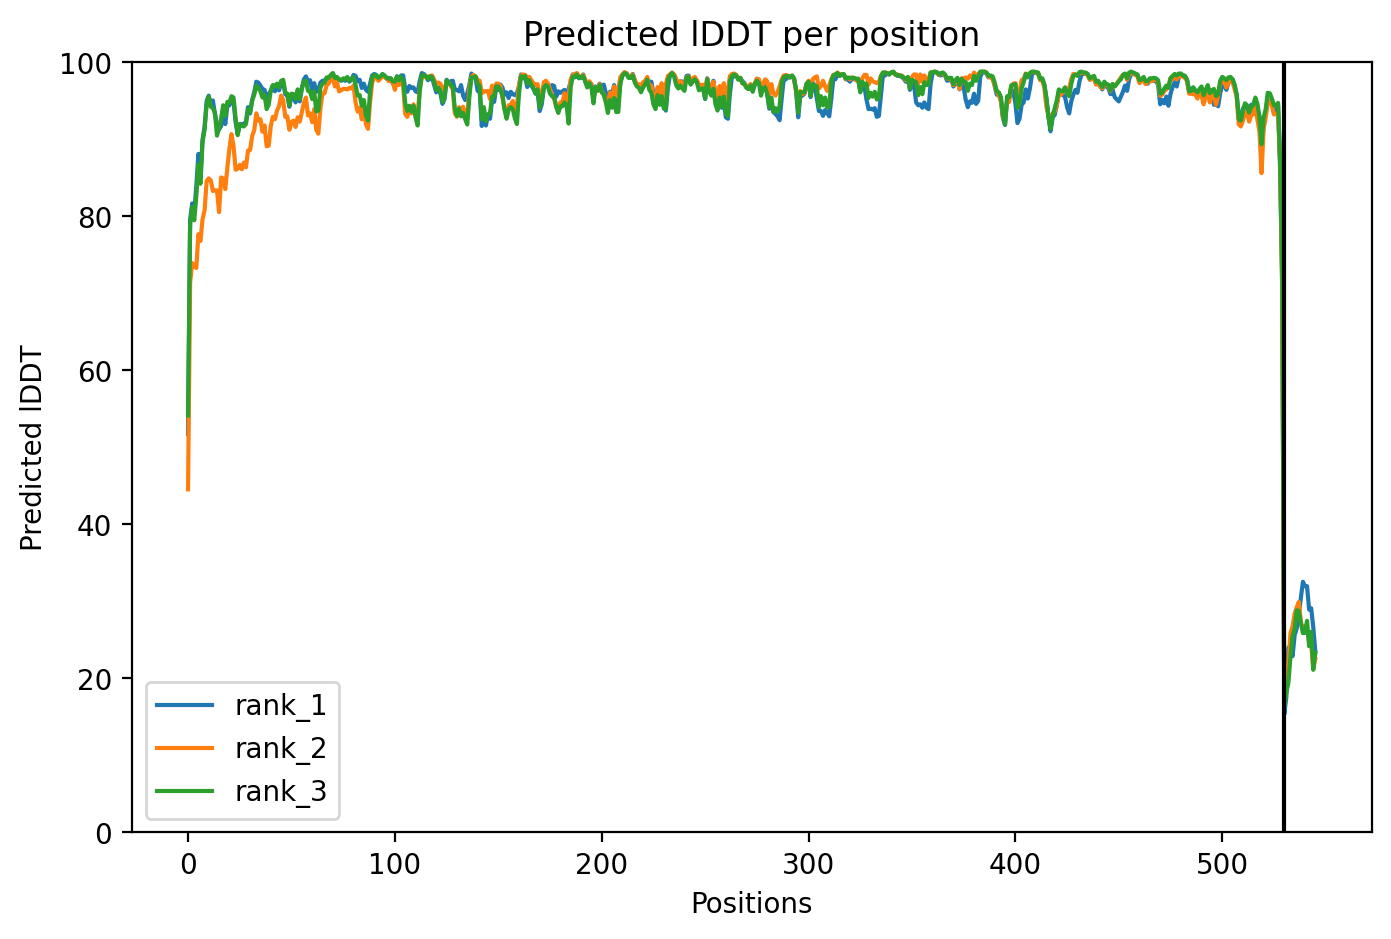 Predicted lDDT per position
100
80
60
40
20
0
Predicted lDDT
rank_1
rank_2
rank_3
0 100 200 300 400 500
Positions